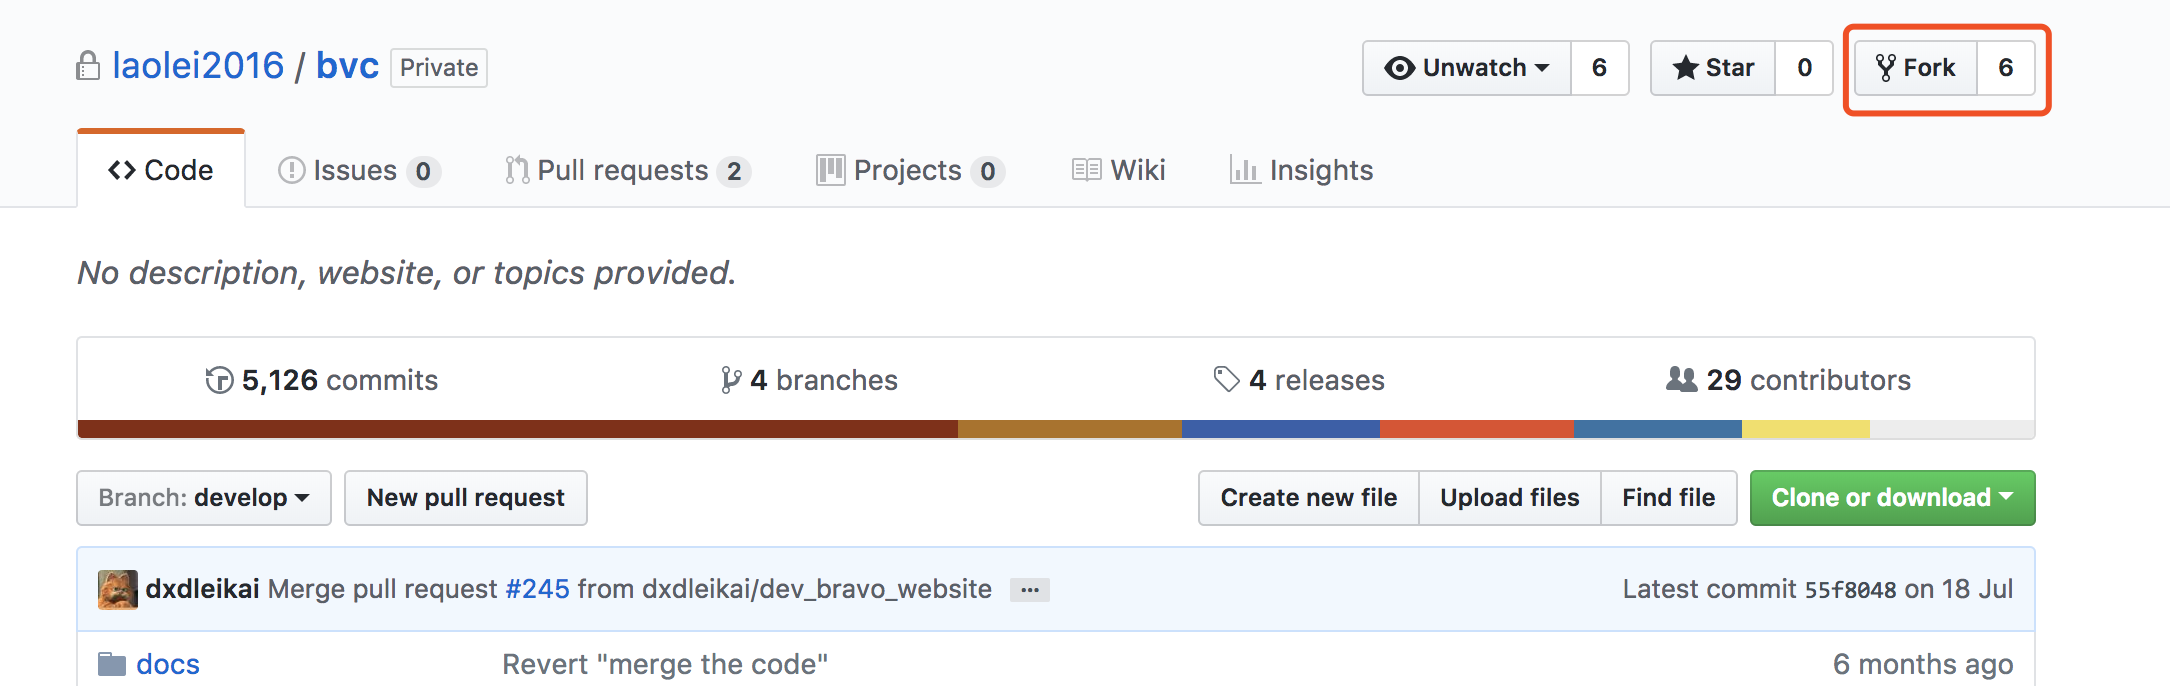 laolei2016 / bvc Private Unwatch 6 Star 0 Fork 6
Code Issues 0 Pull requests 2 Projects 0 Wiki Insights
No description, website, or topics provided.
5,126 commits 4 branches 4 releases 29 contributors
Branch: develop New pull request Create new file Upload files Find file Clone or download
dxdleikai Merge pull request #245 from dxdleikai/dev_bravo_website ... Latest commit 55f8048 on 18 Jul
docs Revert "merge the code" 6 months ago